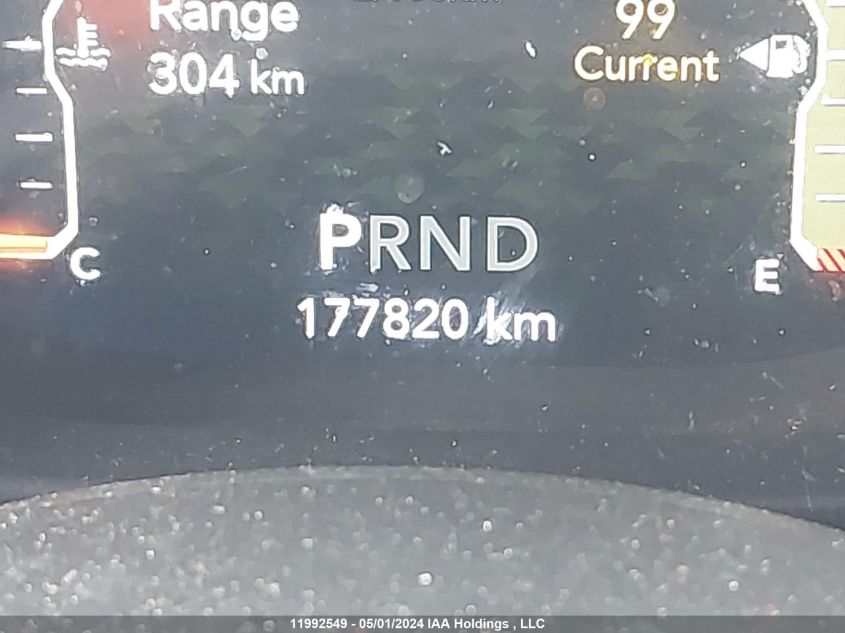 Range 99
304 km Current
C
PRND
E
177820 km
11992549 - 05/01/2024 IAA Holdings , LLC